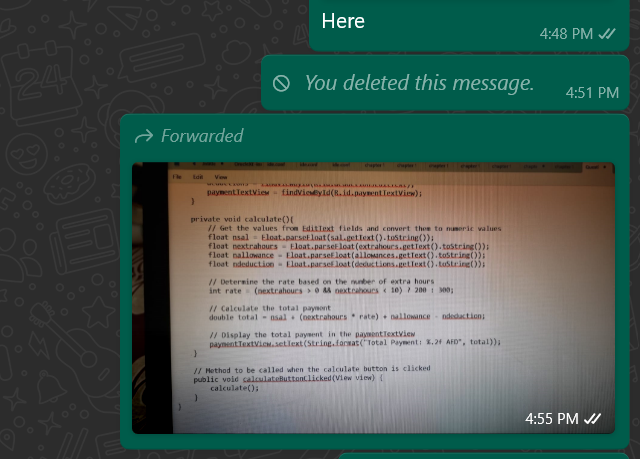 Here
4:48 PM
You deleted this message.
4:51 PM
Forwarded
File Edit View
paymentTextView = findViewById(R.id.paymentTextView);
}
private void calculate(){
// Get the values from EditText fields and convert them to numeric values
float nsal = Float.parseFloat(sal.getText().toString());
float nextrahours = Float.parseFloat(extrahours.getText().toString());
float nallowance = Float.parseFloat(allowances.getText().toString());
float ndeduction = Float.parseFloat(deductions.getText().toString());
// Determine the rate based on the number of extra hours
int rate = (nextrahours > 0 && nextrahours < 10) ? 200 : 300;
// Calculate the total payment
double total = nsal + (nextrahours * rate) + nallowance - ndeduction;
// Display the total payment in the paymentTextView
paymentTextView.setText(String.format("Total Payment: %.2f AED", total));
}
// Method to be called when the calculate button is clicked
public void calculateButtonClicked(View view) {
calculate();
}
}
4:55 PM